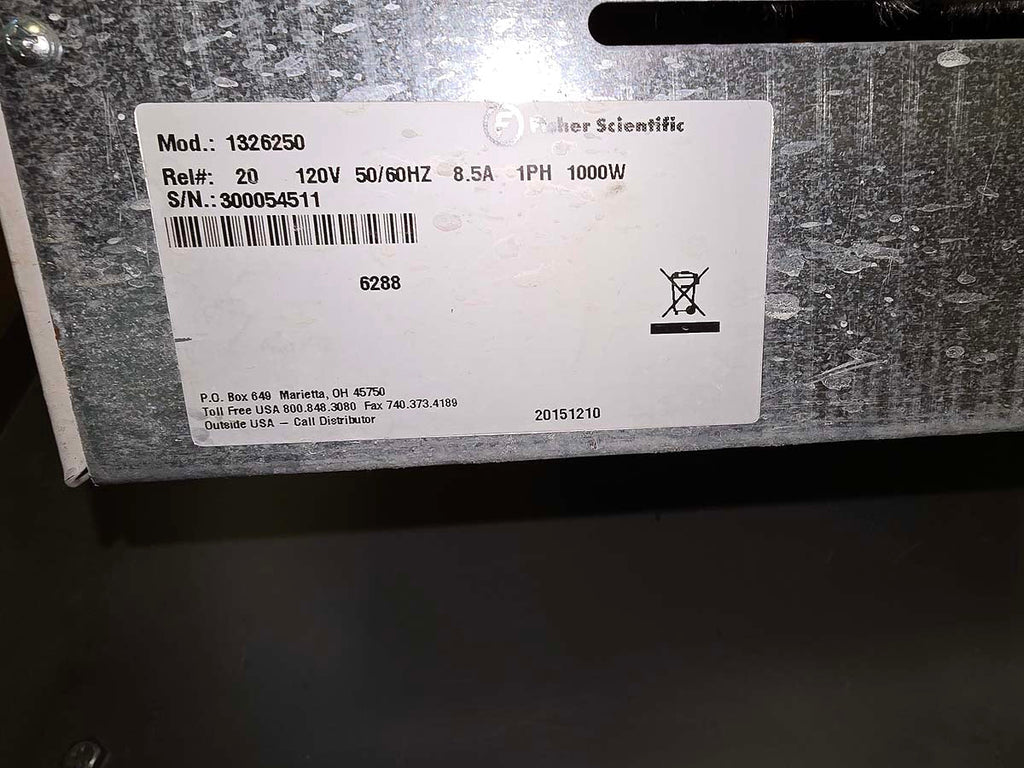 Fisher Scientific
Mod.: 1326250
Rel#: 20 120V 50/60HZ 8.5A 1PH 1000W
S/N.: 300054511
6288
P.O. Box 649 Marietta, OH 45750
Toll Free USA 800.848.3080 Fax 740.373.4189
Outside USA – Call Distributor
20151210